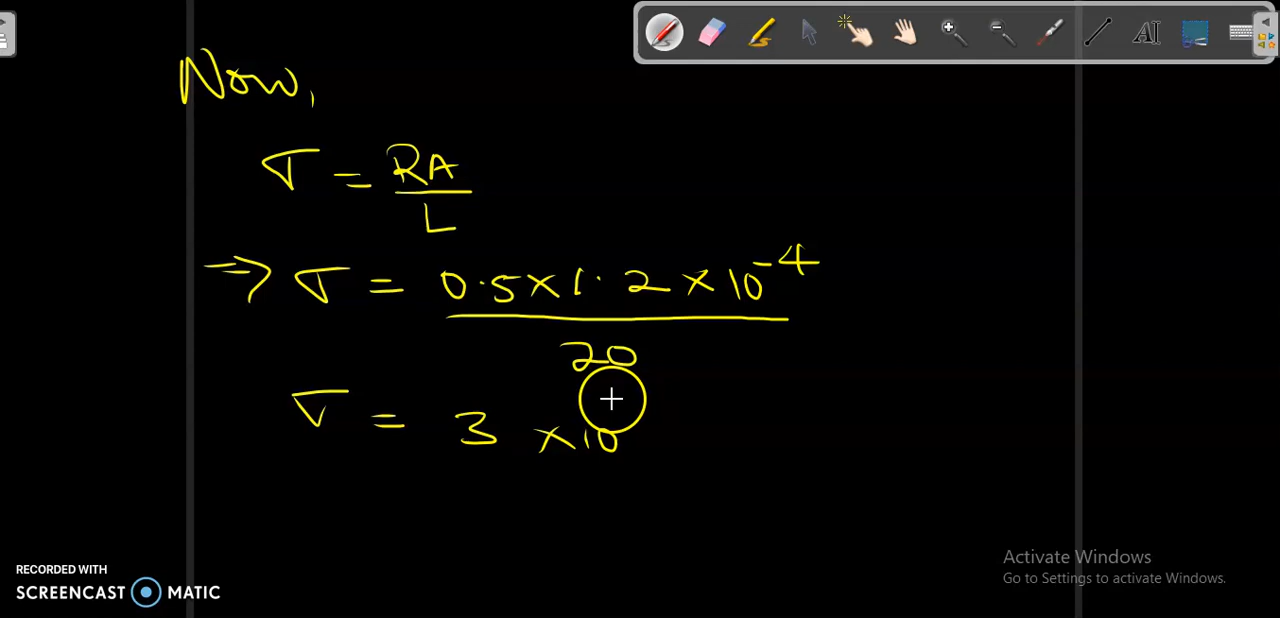 Now,
σ = RA
L
=> σ = 0.5×1.2×10⁻⁴
20
σ = 3 ×10
Activate Windows
Go to Settings to activate Windows.
RECORDED WITH
SCREENCAST MATIC
AI